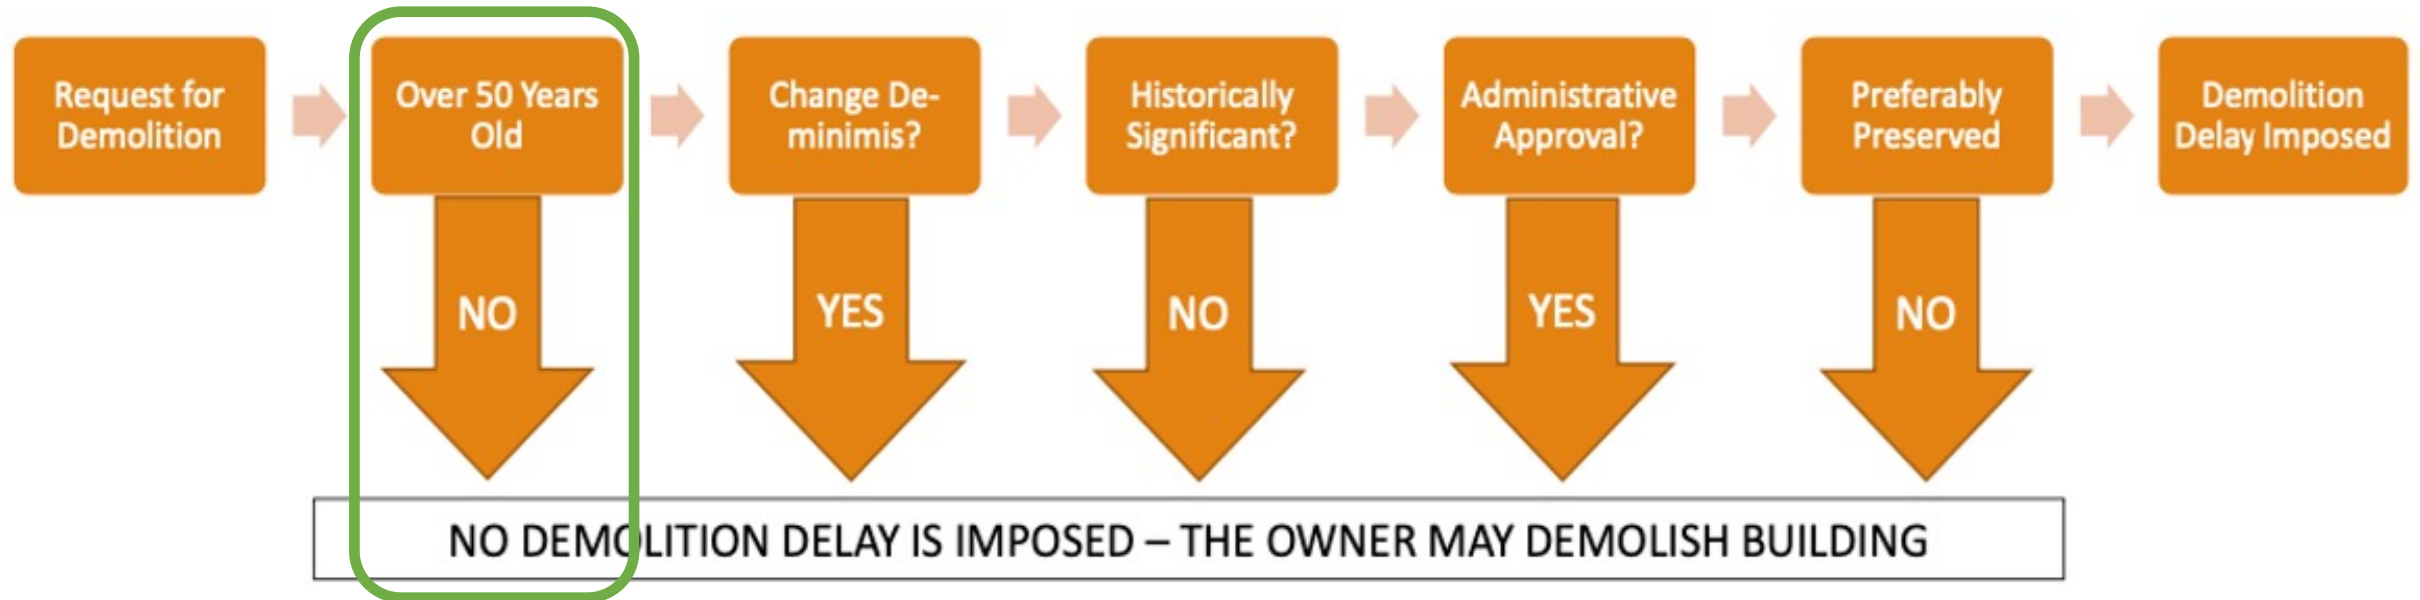 Request for
Demolition
Over 50 Years
Old
Change De-
minimis?
Historically
Significant?
Administrative
Approval?
Preferably
Preserved
Demolition
Delay Imposed
NO
YES
NO
YES
NO
NO DEMOLITION DELAY IS IMPOSED – THE OWNER MAY DEMOLISH BUILDING